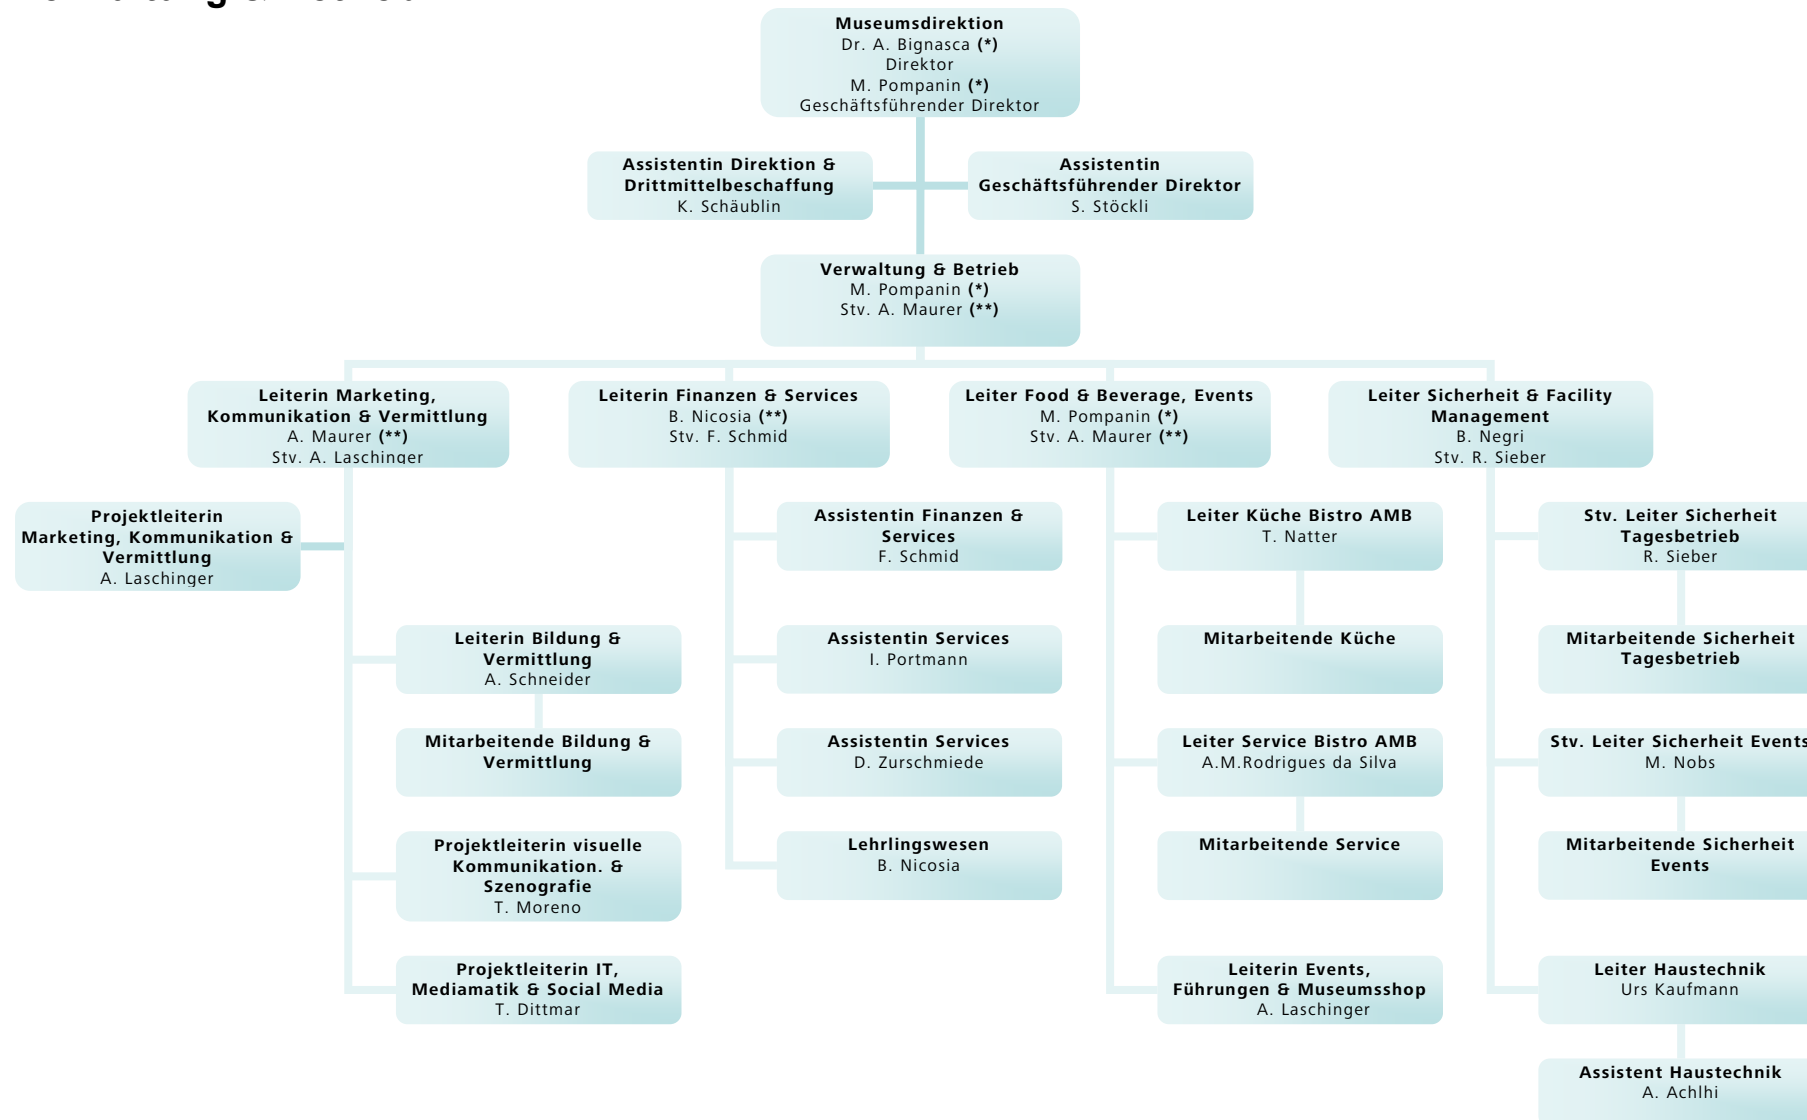 Museumsdirektion
Dr. A. Bignasca (*)
Direktor
M. Pompanin (*)
Geschäftsführender Direktor
Assistentin Direktion &
Drittmittelbeschaffung
K. Schäublin
Assistentin
Geschäftsführender Direktor
S. Stöckli
Verwaltung & Betrieb
M. Pompanin (*)
Stv. A. Maurer (**)
Leiterin Marketing,
Kommunikation & Vermittlung
A. Maurer (**)
Stv. A. Laschinger
Leiterin Finanzen & Services
B. Nicosia (**)
Stv. F. Schmid
Leiter Food & Beverage, Events
M. Pompanin (*)
Stv. A. Maurer (**)
Leiter Sicherheit & Facility
Management
B. Negri
Stv. R. Sieber
Projektleiterin
Marketing, Kommunikation &
Vermittlung
A. Laschinger
Leiterin Bildung &
Vermittlung
A. Schneider
Mitarbeitende Bildung &
Vermittlung
Projektleiterin visuelle
Kommunikation. &
Szenografie
T. Moreno
Projektleiterin IT,
Mediamatik & Social Media
T. Dittmar
Assistentin Finanzen &
Services
F. Schmid
Assistentin Services
I. Portmann
Assistentin Services
D. Zurschmiede
Lehrlingswesen
B. Nicosia
Leiter Küche Bistro AMB
T. Natter
Mitarbeitende Küche
Leiter Service Bistro AMB
A.M.Rodrigues da Silva
Mitarbeitende Service
Leiterin Events,
Führungen & Museumsshop
A. Laschinger
Stv. Leiter Sicherheit
Tagesbetrieb
R. Sieber
Mitarbeitende Sicherheit
Tagesbetrieb
Stv. Leiter Sicherheit Events
M. Nobs
Mitarbeitende Sicherheit
Events
Leiter Haustechnik
Urs Kaufmann
Assistent Haustechnik
A. Achlhi